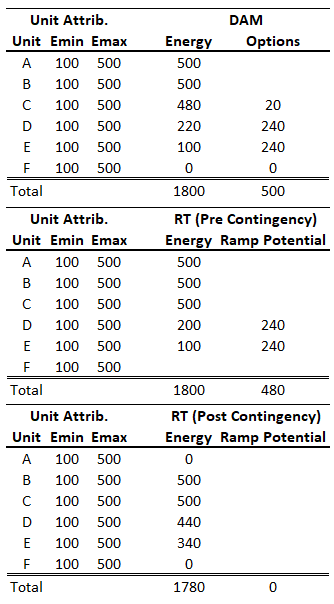 Unit Attrib. DAM
Unit Emin Emax Energy Options
A 100 500 500
B 100 500 500
C 100 500 480 20
D 100 500 220 240
E 100 500 100 240
F 100 500 0 0
Total 1800 500
Unit Attrib. RT (Pre Contingency)
Unit Emin Emax Energy Ramp Potential
A 100 500 500
B 100 500 500
C 100 500 500
D 100 500 200 240
E 100 500 100 240
F 100 500
Total 1800 480
Unit Attrib. RT (Post Contingency)
Unit Emin Emax Energy Ramp Potential
A 100 500 0
B 100 500 500
C 100 500 500
D 100 500 440
E 100 500 340
F 100 500 0
Total 1780 0